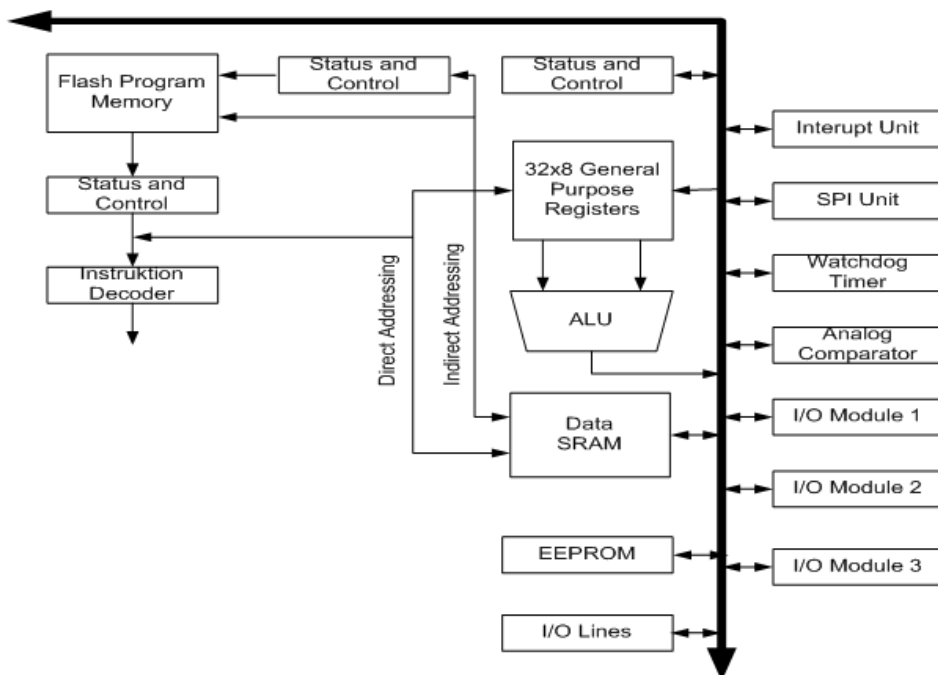 Flash Program
Memory
Status and
Control
Status and
Control
Interupt Unit
32x8 General
Purpose
Registers
Status and
Control
SPI Unit
Instruktion
Decoder
Direct Addressing
Indirect Addressing
ALU
Watchdog
Timer
Analog
Comparator
Data
SRAM
I/O Module 1
I/O Module 2
EEPROM
I/O Module 3
I/O Lines